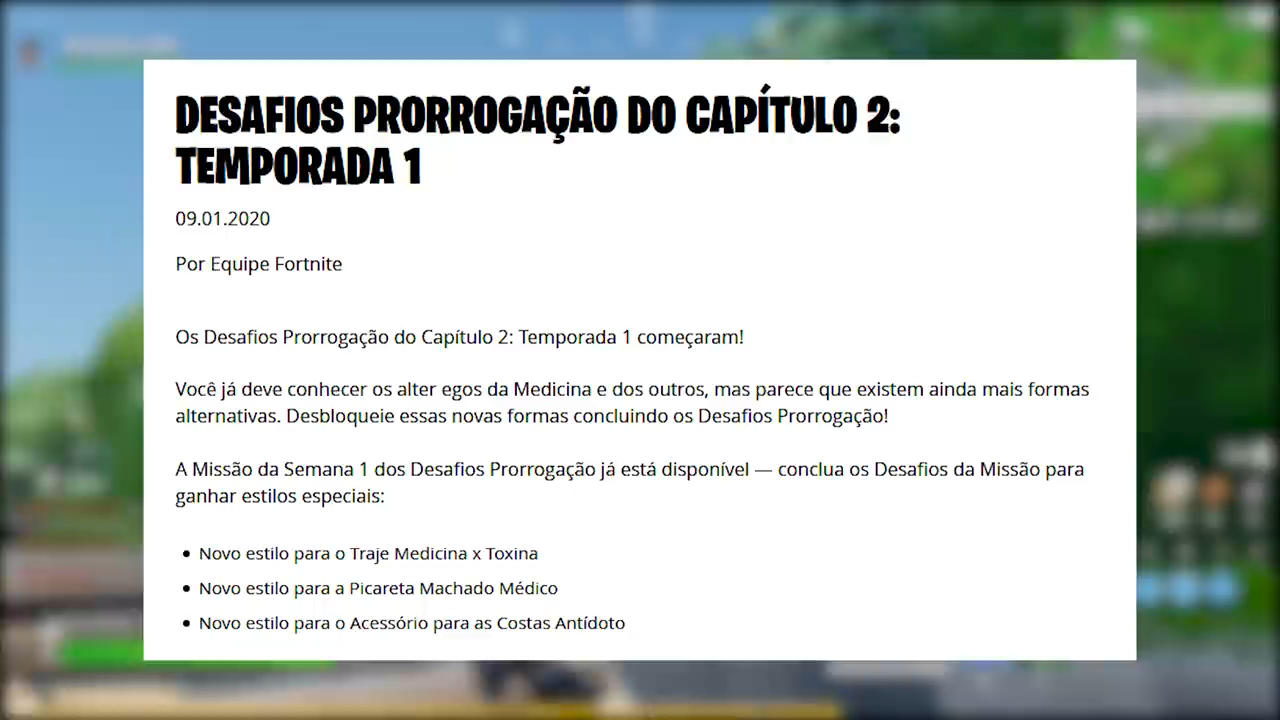 DESAFIOS PRORROGAÇÃO DO CAPÍTULO 2:
TEMPORADA 1
09.01.2020
Por Equipe Fortnite
Os Desafios Prorrogação do Capítulo 2: Temporada 1 começaram!
Você já deve conhecer os alter egos da Medicina e dos outros, mas parece que existem ainda mais formas
alternativas. Desbloqueie essas novas formas concluindo os Desafios Prorrogação!
A Missão da Semana 1 dos Desafios Prorrogação já está disponível — conclua os Desafios da Missão para
ganhar estilos especiais:
• Novo estilo para o Traje Medicina x Toxina
• Novo estilo para a Picareta Machado Médico
• Novo estilo para o Acessório para as Costas Antídoto